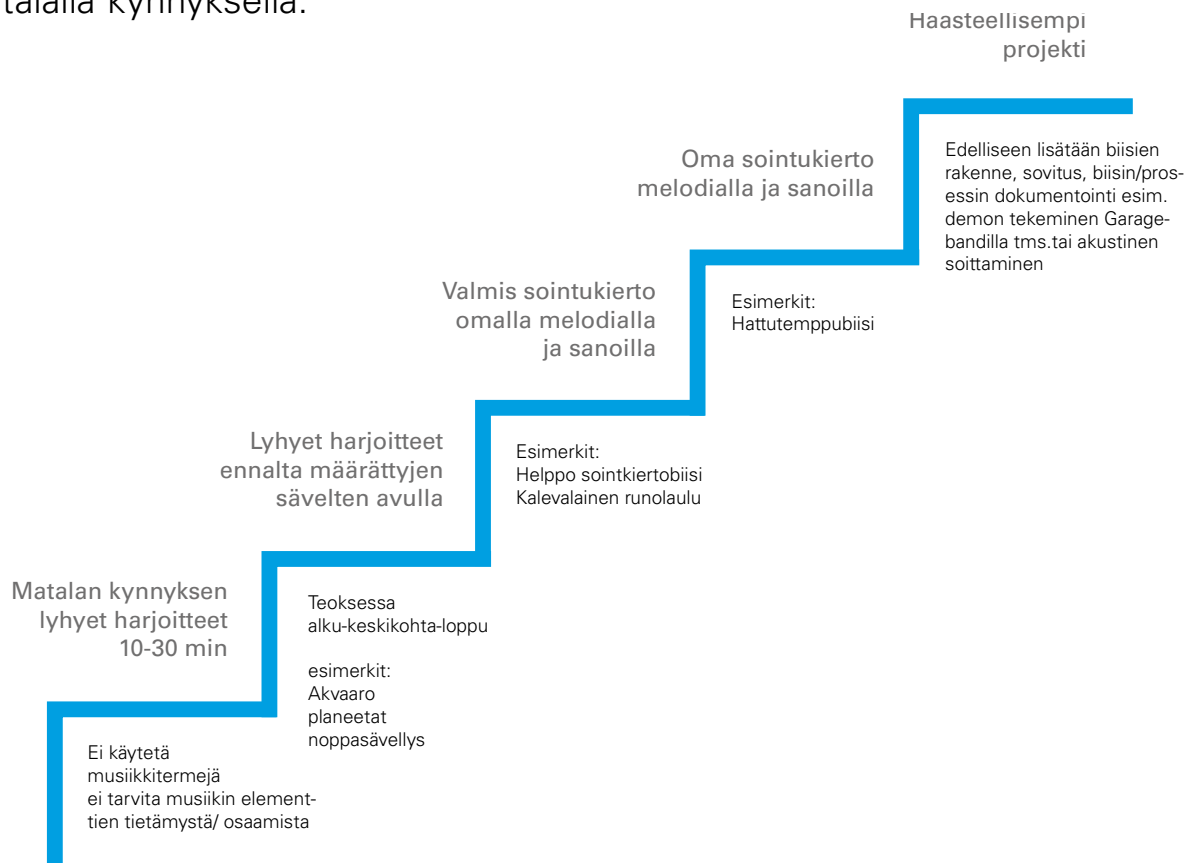 talalla kynnyksellä.
Haasteellisempi
projekti
Edelliseen lisätään biisien
rakenne, sovitus, biisin/pros-
essin dokumentointi esim.
demon tekeminen Garage-
bandilla tms.tai akustinen
soittaminen
Oma sointukierto
melodialla ja sanoilla
Esimerkit:
Hattutemppubiisi
Valmis sointukierto
omalla melodialla
ja sanoilla
Esimerkit:
Helppo sointkiertobiisi
Kalevalainen runolaulu
Lyhyet harjoitteet
ennalta määrättyjen
sävelten avulla
Teoksessa
alku-keskikohta-loppu
esimerkit:
Akvaaro
planeetat
noppasävellys
Matalan kynnyksen
lyhyet harjoitteet
10-30 min
Ei käytetä
musiikkitermejä
ei tarvita musiikin element-
tien tietämystä/ osaamista